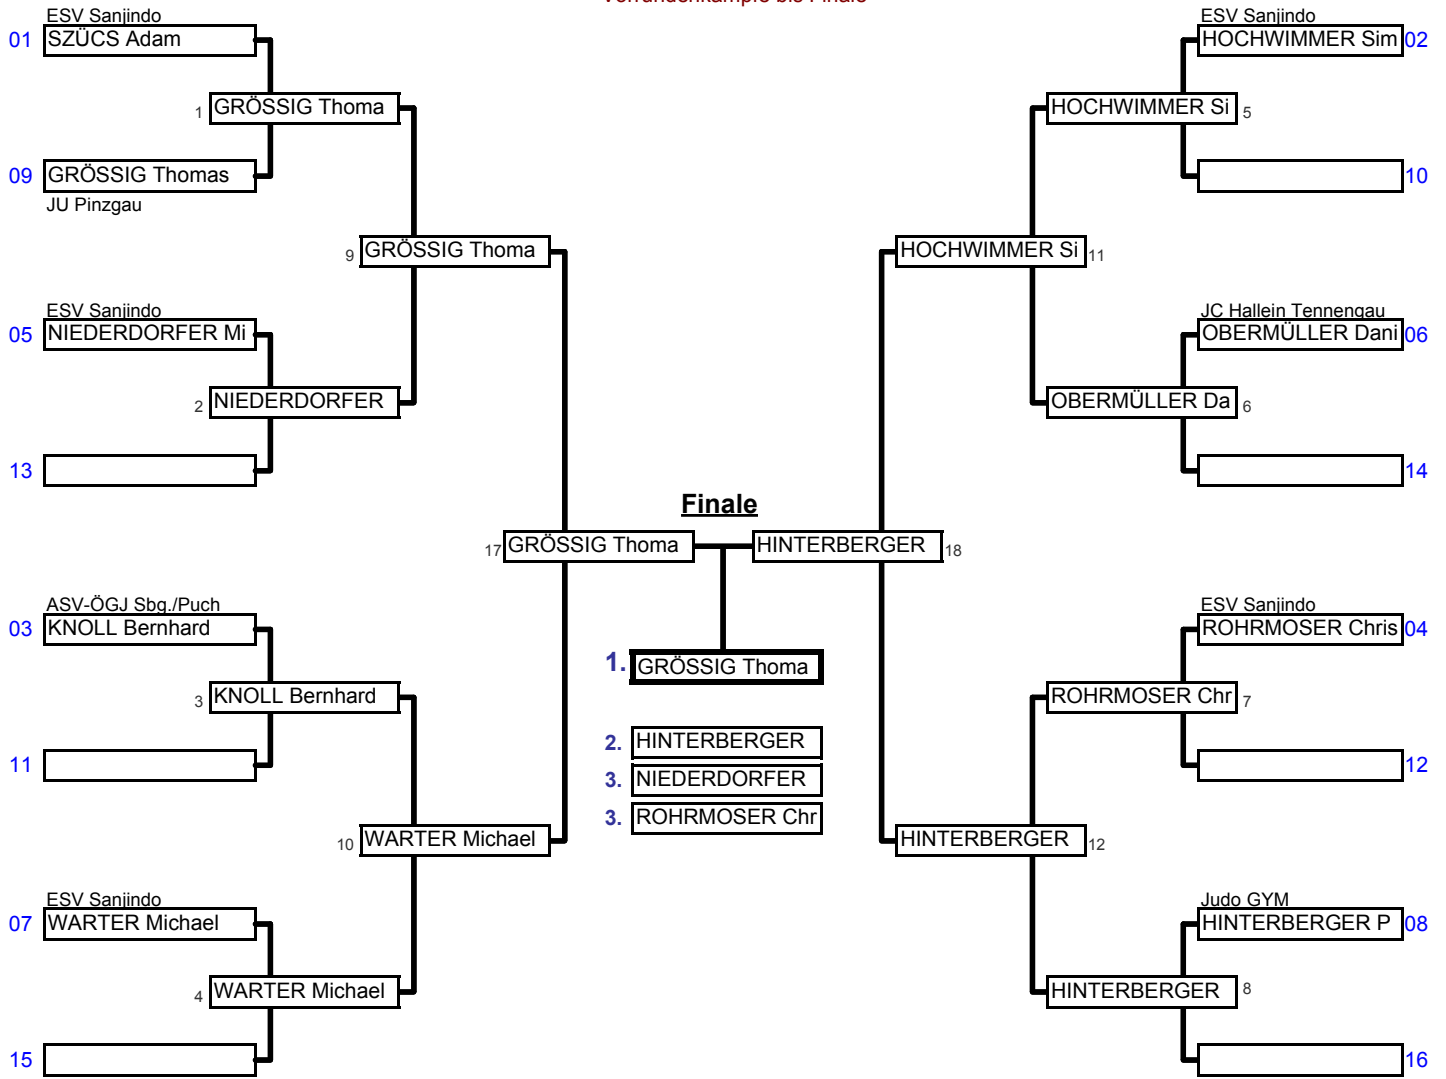 Vorrundenkämpfe bis Finale
ESV Sanjindo
01 SZÜCS Adam
1 GRÖSSIG Thoma
09 GRÖSSIG Thomas
JU Pinzgau
9 GRÖSSIG Thoma
ESV Sanjindo
05 NIEDERDORFER Mi
2 NIEDERDORFER
13
17 GRÖSSIG Thoma
ASV-ÖGJ Sbg./Puch
03 KNOLL Bernhard
3 KNOLL Bernhard
11
10 WARTER Michael
ESV Sanjindo
07 WARTER Michael
4 WARTER Michael
15
Finale
1. GRÖSSIG Thoma
2. HINTERBERGER
3. NIEDERDORFER
3. ROHRMOSER Chr
ESV Sanjindo
HOCHWIMMER Sim 02
HOCHWIMMER Si 5
10
HOCHWIMMER Si 11
JC Hallein Tennengau
OBERMÜLLER Dani 06
OBERMÜLLER Da 6
14
HINTERBERGER 18
ESV Sanjindo
ROHRMOSER Chris 04
ROHRMOSER Chr 7
12
HINTERBERGER 12
Judo GYM
HINTERBERGER P 08
HINTERBERGER 8
16